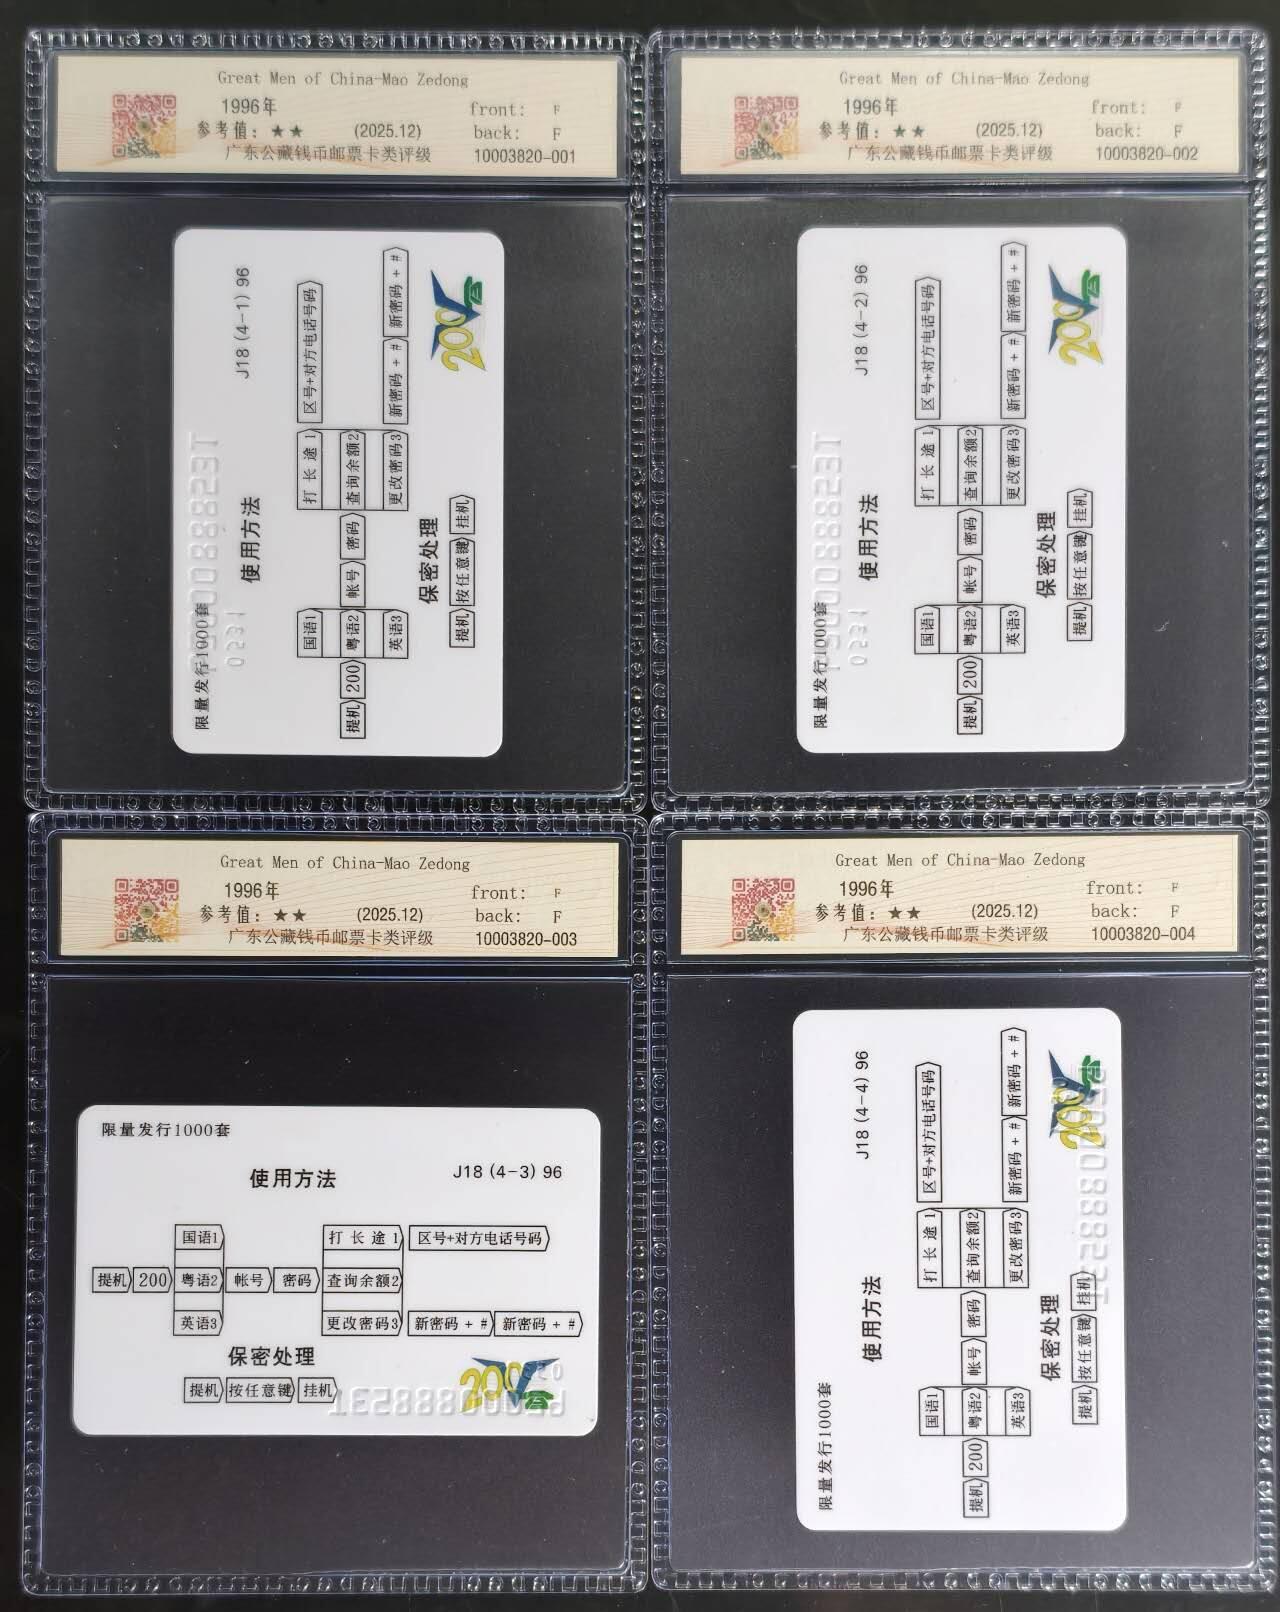 Great Men of China-Mao Zedong
1996年
front: F
参考值：★★ (2025.12)
back: F
广东公藏钱币邮票卡类评级
10003820-001
限量发行1000套
J18 (4-1) 96
使用方法
提机 200
国语1
粤语2
英语3
帐号 密码
打长途1 区号+对方电话号码
查询余额2
更改密码3 新密码 + # 新密码 + #
保密处理
提机 按任意键 挂机
200
Great Men of China-Mao Zedong
1996年
front: F
参考值：★★ (2025.12)
back: F
广东公藏钱币邮票卡类评级
10003820-002
限量发行1000套
J18 (4-2) 96
使用方法
提机 200
国语1
粤语2
英语3
帐号 密码
打长途1 区号+对方电话号码
查询余额2
更改密码3 新密码 + # 新密码 + #
保密处理
提机 按任意键 挂机
200
Great Men of China-Mao Zedong
1996年
front: F
参考值：★★ (2025.12)
back: F
广东公藏钱币邮票卡类评级
10003820-003
限量发行1000套
使用方法
J18 (4-3) 96
国语1
打长途1 区号+对方电话号码
提机 200 粤语2 帐号 密码 查询余额2
英语3
更改密码3 新密码 + # 新密码 + #
保密处理
提机 按任意键 挂机
200
Great Men of China-Mao Zedong
1996年
front: F
参考值：★★ (2025.12)
back: F
广东公藏钱币邮票卡类评级
10003820-004
限量发行1000套
J18 (4-4) 96
使用方法
提机 200
国语1
粤语2
英语3
帐号 密码
打长途1 区号+对方电话号码
查询余额2
更改密码3 新密码 + # 新密码 + #
保密处理
提机 按任意键 挂机
200